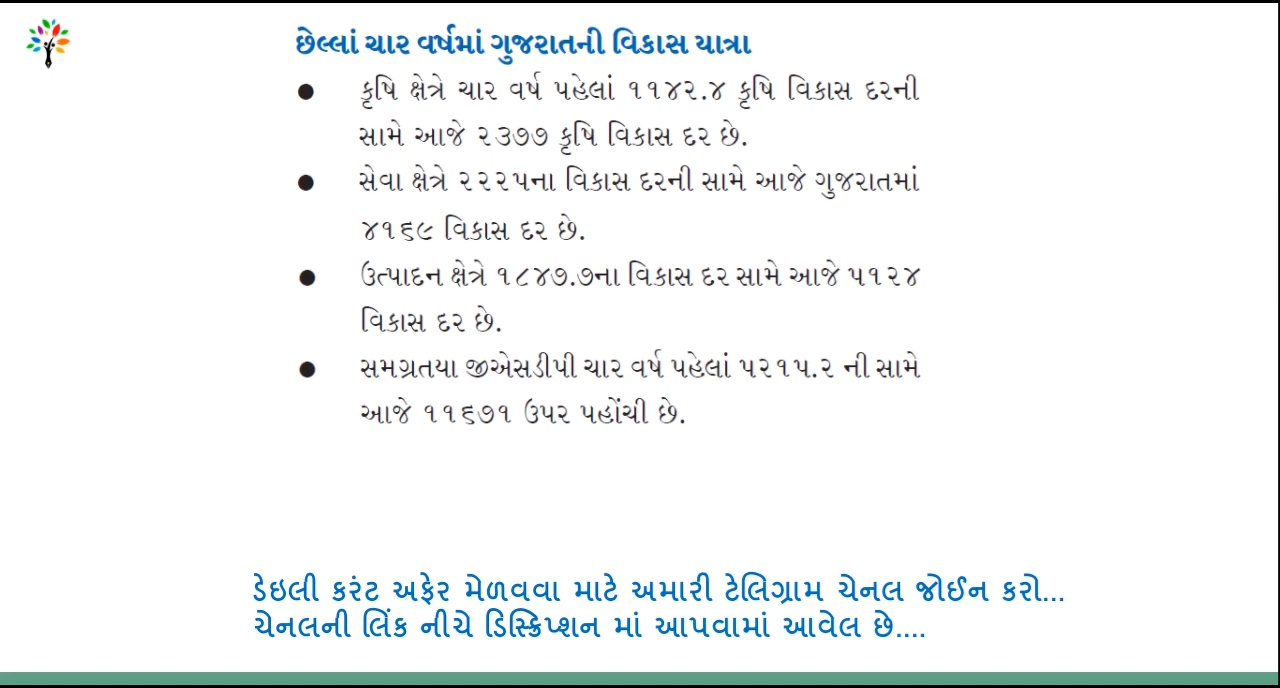 છેલ્લાં ચાર વર્ષમાં ગુજરાતની વિકાસ યાત્રા
● કૃષિ ક્ષેત્રે ચાર વર્ષ પહેલાં ૧૧૪૨.૪ કૃષિ વિકાસ દરની
સામે આજે ૨૩૭૭ કૃષિ વિકાસ દર છે.
● સેવા ક્ષેત્રે ૨૨૨૫ના વિકાસ દરની સામે આજે ગુજરાતમાં
૪૧૬૯ વિકાસ દર છે.
● ઉત્પાદન ક્ષેત્રે ૧૮૪૭.૭ના વિકાસ દર સામે આજે ૫૧૨૪
વિકાસ દર છે.
● સમગ્રતયા જીએસડીપી ચાર વર્ષ પહેલાં ૫૨૧૫.૨ ની સામે
આજે ૧૧૬૭૧ ઉપર પહોંચી છે.
ડેઇલી કરંટ અફેર મેળવવા માટે અમારી ટેલિગ્રામ ચેનલ જોઈન કરો...
ચેનલની લિંક નીચે ડિસ્ક્રિપ્શન માં આપવામાં આવેલ છે....